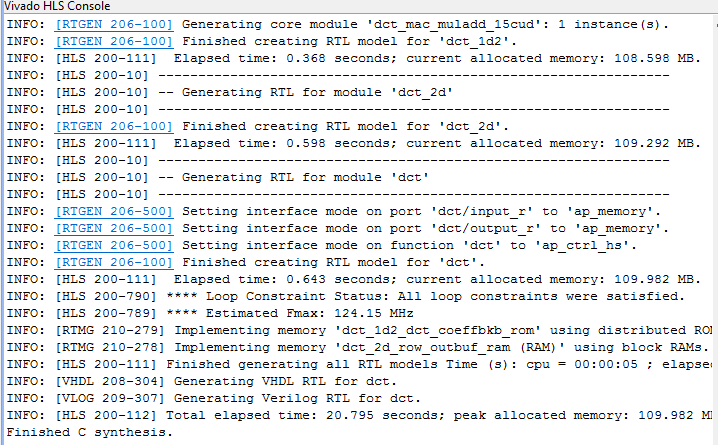 Vivado HLS Console
INFO: [RTGEN 206-100] Generating core module 'dct_mac_muladd_15cud': 1 instance(s).
INFO: [RTGEN 206-100] Finished creating RTL model for 'dct_1d2'.
INFO: [HLS 200-111]  Elapsed time: 0.368 seconds; current allocated memory: 108.598 MB.
INFO: [HLS 200-10] ----------------------------------------------------------------
INFO: [HLS 200-10] -- Generating RTL for module 'dct_2d'
INFO: [HLS 200-10] ----------------------------------------------------------------
INFO: [RTGEN 206-100] Finished creating RTL model for 'dct_2d'.
INFO: [HLS 200-111]  Elapsed time: 0.598 seconds; current allocated memory: 109.292 MB.
INFO: [HLS 200-10] ----------------------------------------------------------------
INFO: [HLS 200-10] -- Generating RTL for module 'dct'
INFO: [HLS 200-10] ----------------------------------------------------------------
INFO: [RTGEN 206-500] Setting interface mode on port 'dct/input_r' to 'ap_memory'.
INFO: [RTGEN 206-500] Setting interface mode on port 'dct/output_r' to 'ap_memory'.
INFO: [RTGEN 206-500] Setting interface mode on function 'dct' to 'ap_ctrl_hs'.
INFO: [RTGEN 206-100] Finished creating RTL model for 'dct'.
INFO: [HLS 200-111]  Elapsed time: 0.643 seconds; current allocated memory: 109.982 MB.
INFO: [HLS 200-790] **** Loop Constraint Status: All loop constraints were satisfied.
INFO: [HLS 200-789] **** Estimated Fmax: 124.15 MHz
INFO: [RTMG 210-279] Implementing memory 'dct_1d2_dct_coeffbkb_rom' using distributed RO
INFO: [RTMG 210-278] Implementing memory 'dct_2d_row_outbuf_ram (RAM)' using block RAMs.
INFO: [HLS 200-111] Finished generating all RTL models Time (s): cpu = 00:00:05 ; elapse
INFO: [VHDL 208-304] Generating VHDL RTL for dct.
INFO: [VLOG 209-307] Generating Verilog RTL for dct.
INFO: [HLS 200-112] Total elapsed time: 20.795 seconds; peak allocated memory: 109.982 M
Finished C synthesis.